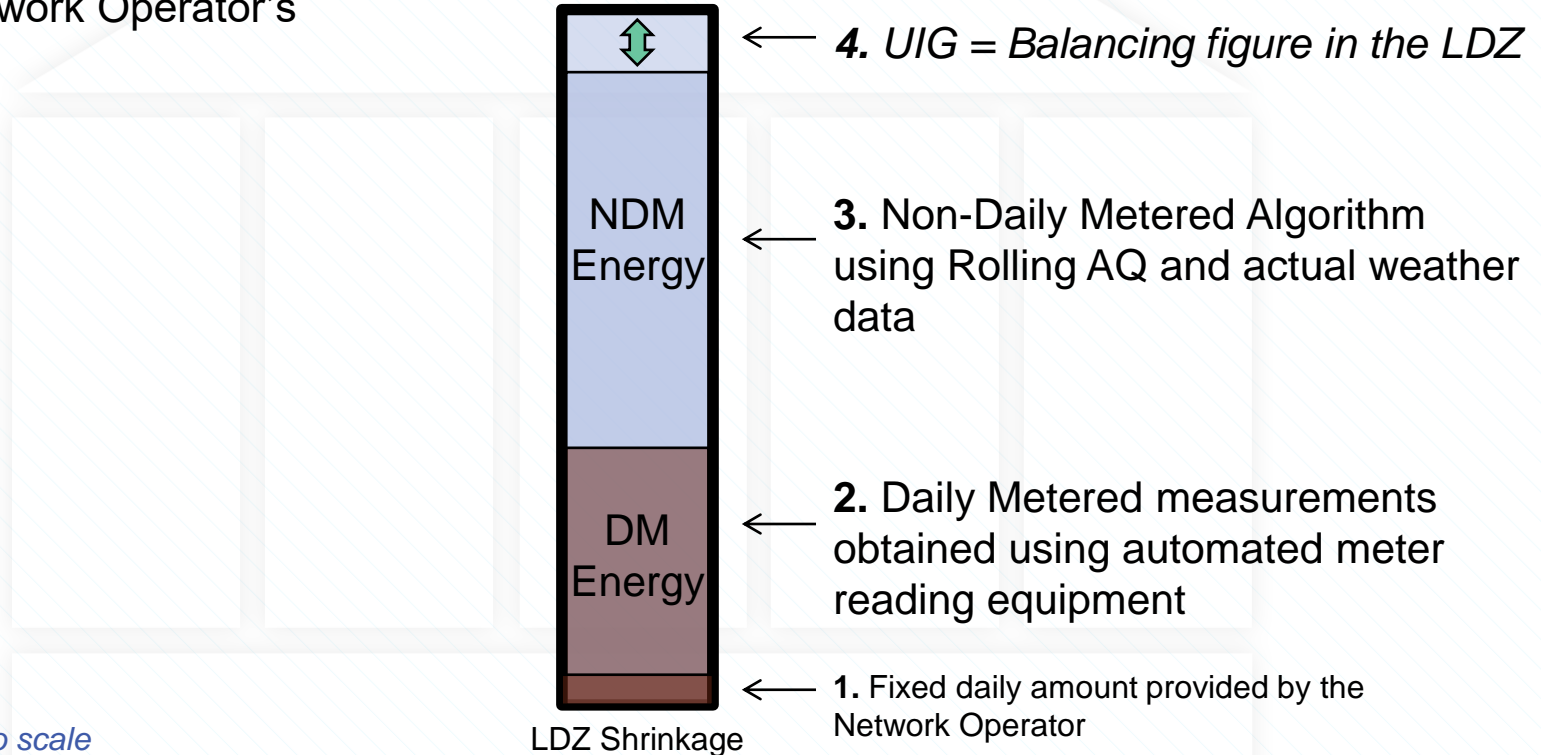 work Operator's
4. UIG = Balancing figure in the LDZ
NDM
Energy
3. Non-Daily Metered Algorithm
using Rolling AQ and actual weather
data
DM
Energy
2. Daily Metered measurements
obtained using automated meter
reading equipment
1. Fixed daily amount provided by the
Network Operator
LDZ Shrinkage
scale